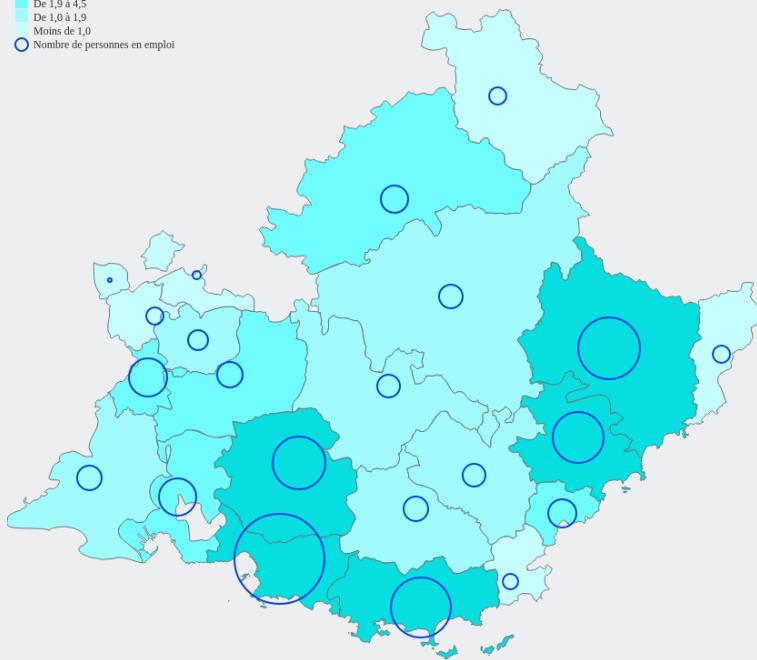 De 1,9 à 4,5
De 1,0 à 1,9
Moins de 1,0
Nombre de personnes en emploi